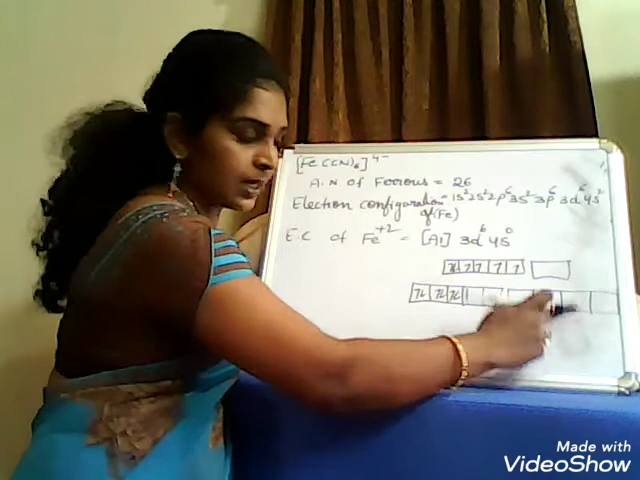 [Fe(CN)6]4-
A.N of Ferrous = 26
Election configuration = 1s² 2s² 2p⁶ 3s² 3p⁶ 3d⁶ 4s²
of (Fe)
E.C of Fe+2 = [Ar] 3d⁶ 4s⁰
Made with
VideoShow